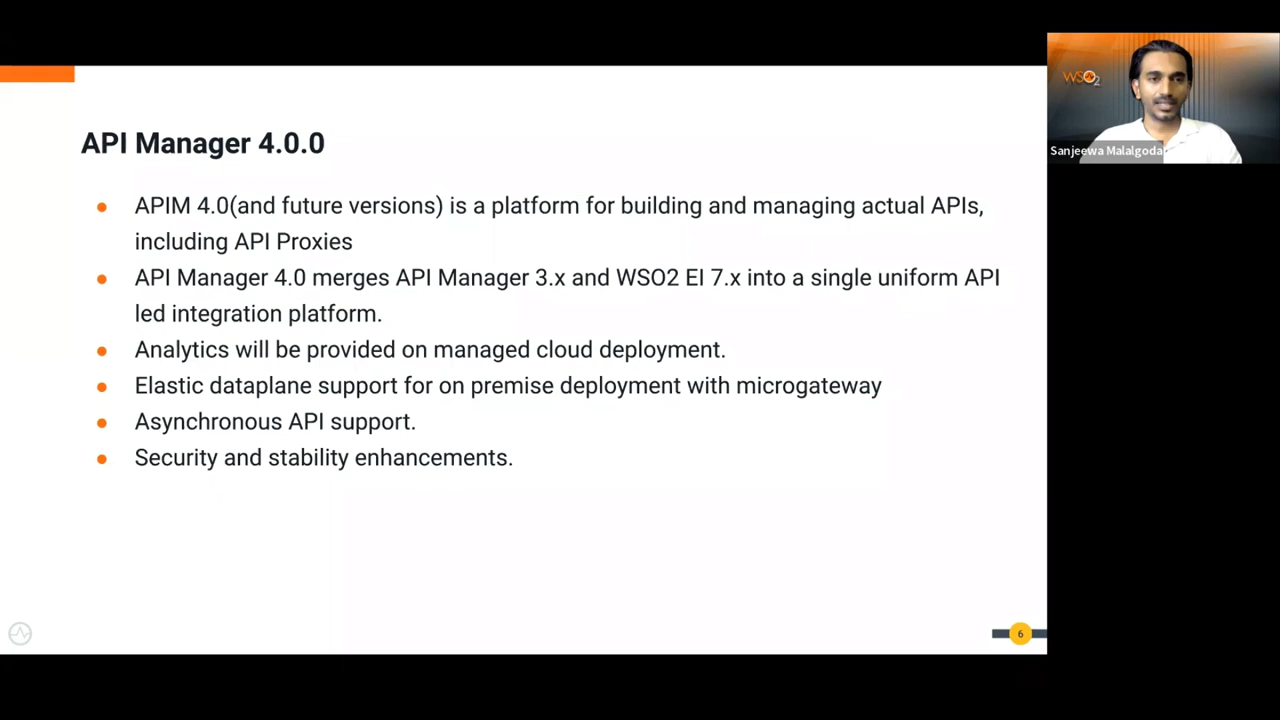 API Manager 4.0.0
APIM 4.0(and future versions) is a platform for building and managing actual APIs,
including API Proxies
API Manager 4.0 merges API Manager 3.x and WSO2 EI 7.x into a single uniform API
led integration platform.
Analytics will be provided on managed cloud deployment.
Elastic dataplane support for on premise deployment with microgateway
Asynchronous API support.
Security and stability enhancements.
6
WSO2
Sanjeewa Malalgoda